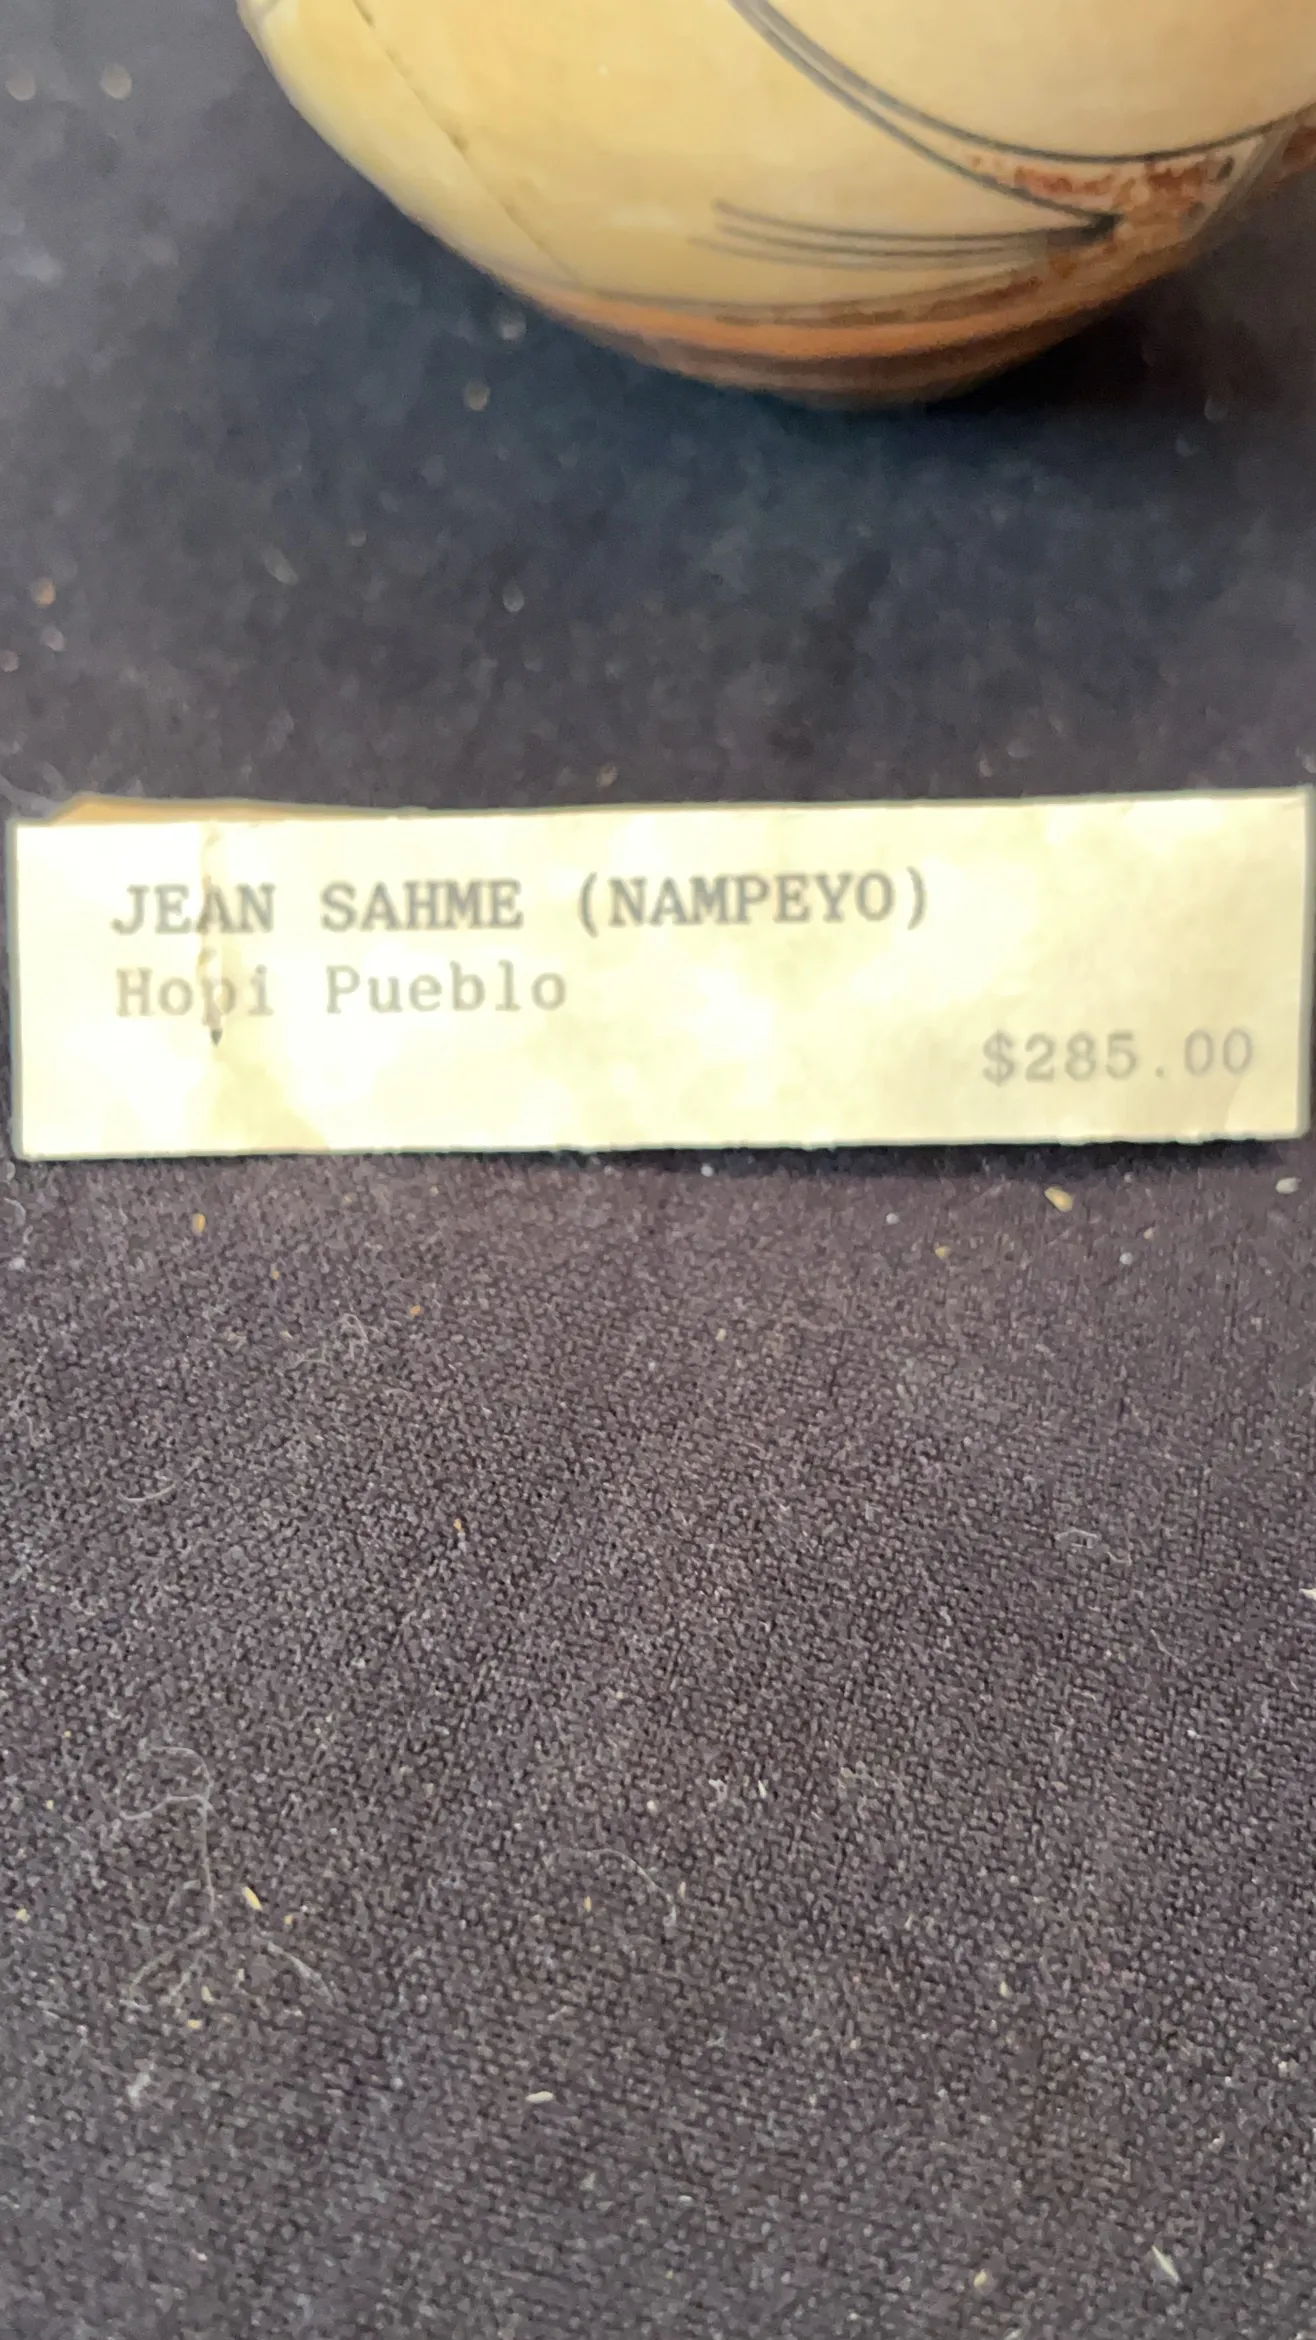 JEAN SAHME (NAMPEYO)
Hopi Pueblo
$285.00